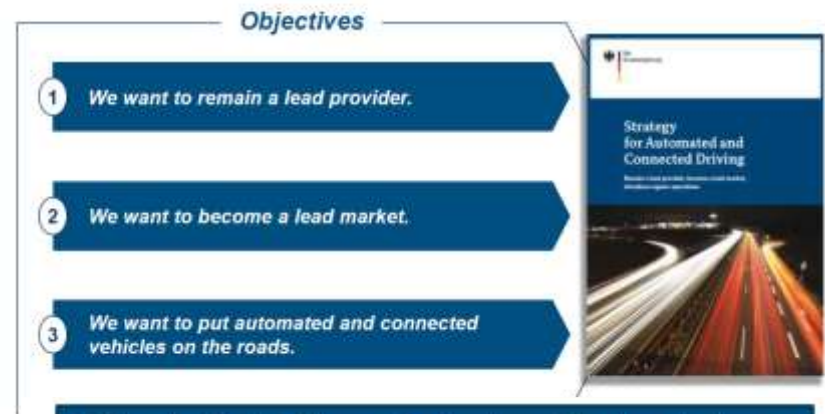 Objectives
1
We want to remain a lead provider.
Strategy
for Automated and
Connected Driving
2
We want to become a lead market.
3
We want to put automated and connected
vehicles on the roads.